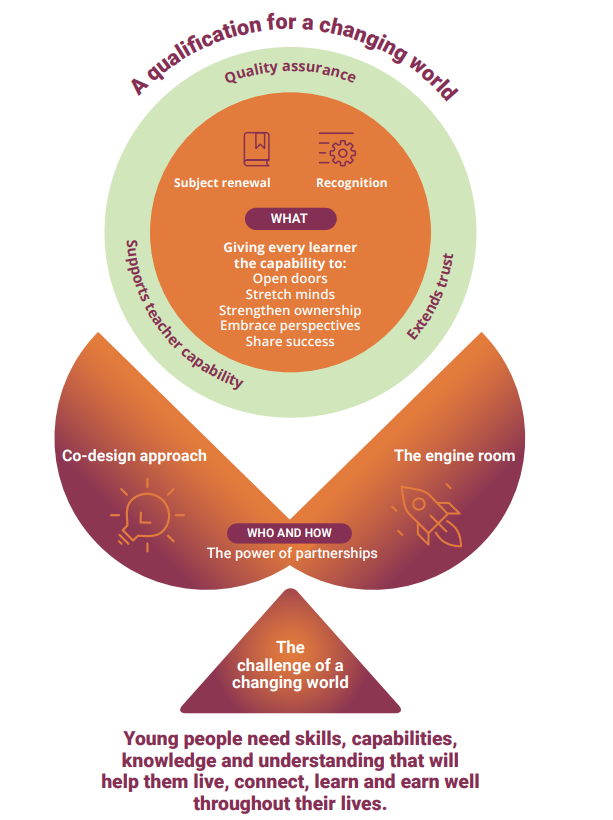 A qualification for a changing world
Quality assurance
Subject renewal
Recognition
WHAT
Giving every learner
the capability to:
Open doors
Stretch minds
Strengthen ownership
Embrace perspectives
Share success
Supports teacher capability
Extends trust
Co-design approach
The engine room
WHO AND HOW
The power of partnerships
The
challenge of a
changing world
Young people need skills, capabilities,
knowledge and understanding that will
help them live, connect, learn and earn well
throughout their lives.